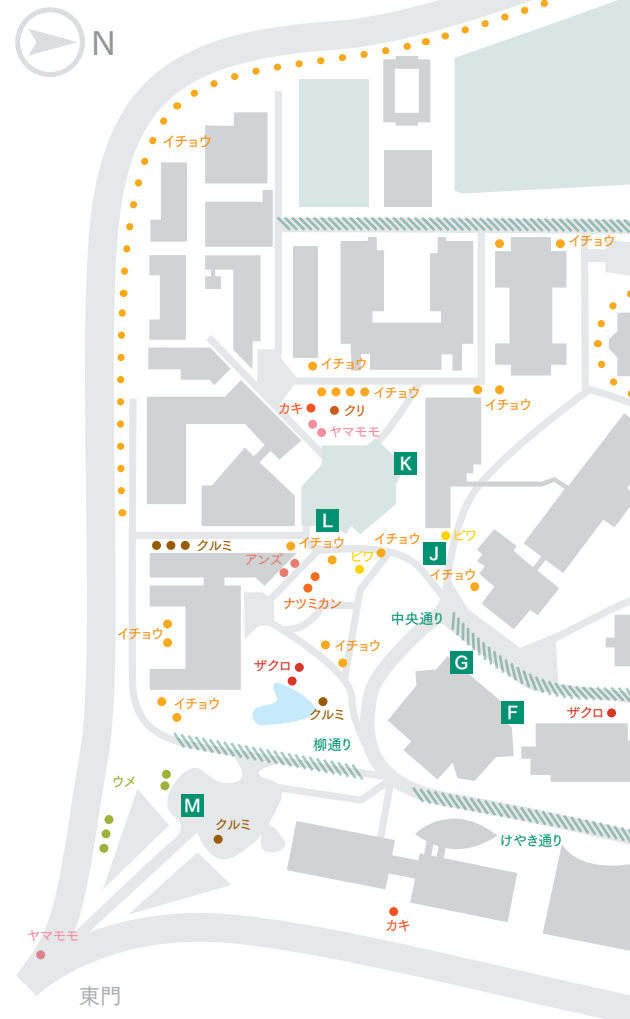 N
イチョウ
イチョウ
イチョウ
イチョウ
イチョウ
カキ
クリ
ヤマモモ
K
L
ビワ
イチョウ
イチョウ
クルミ
J
アンズ
ビワ
イチョウ
ナツミカン
中央通り
イチョウ
イチョウ
G
ザクロ
イチョウ
クルミ
F
ザクロ
柳通り
ウメ
M
クルミ
けやき通り
カキ
ヤマモモ
東門